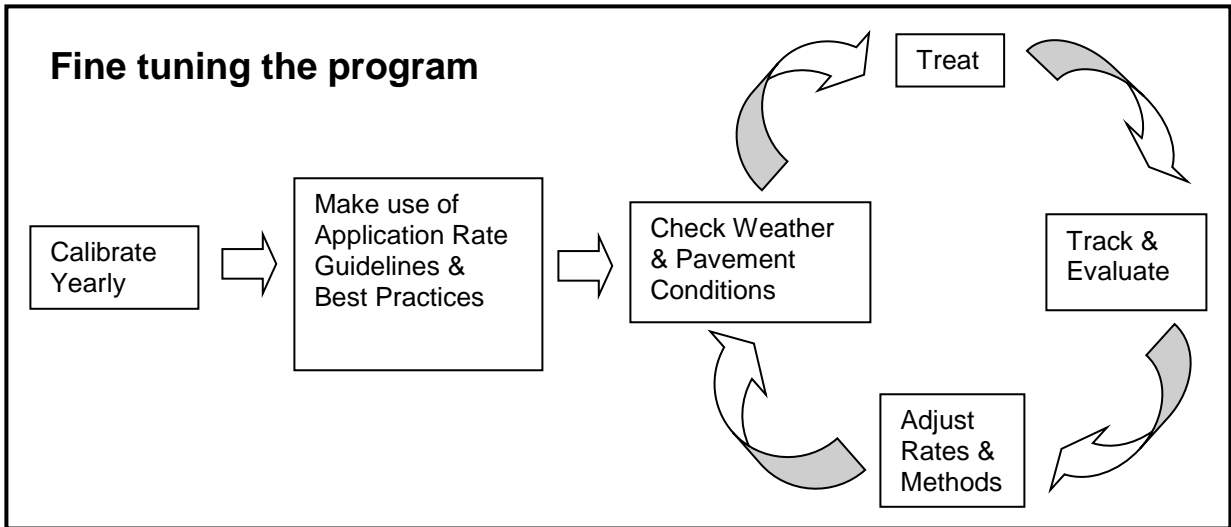 Fine tuning the program
Calibrate
Yearly
Make use of
Application Rate
Guidelines &
Best Practices
Check Weather
& Pavement
Conditions
Treat
Track &
Evaluate
Adjust
Rates &
Methods